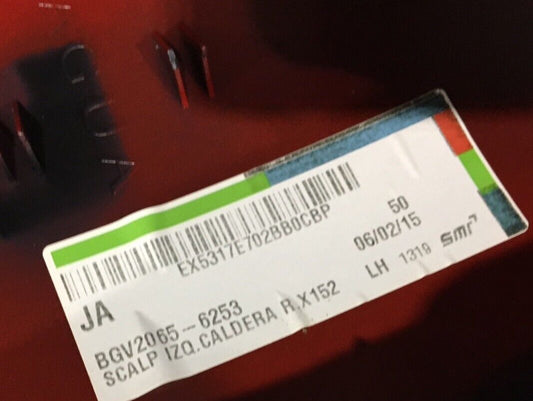 EX5317E702BB0CBP
50
06/02/15
JA
LH 1319 smr
BGV2065-6253
SCALP IZQ.CALDERA R.X152